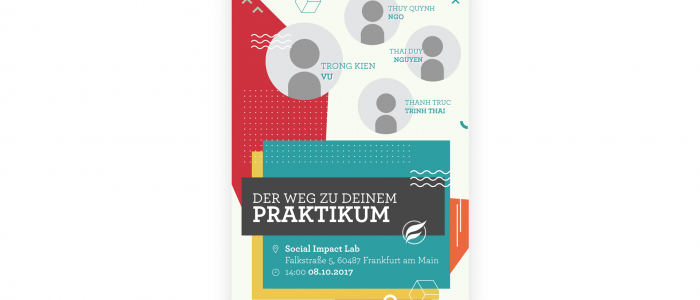 THUY QUYNH
NGO
THAI DUY
NGUYEN
TRONG KIEN
VU
THANH TRUC
TRINH THAI
DER WEG ZU DEINEM
PRAKTIKUM
Social Impact Lab
Falkstraße 5, 60487 Frankfurt am Main
14:00 08.10.2017